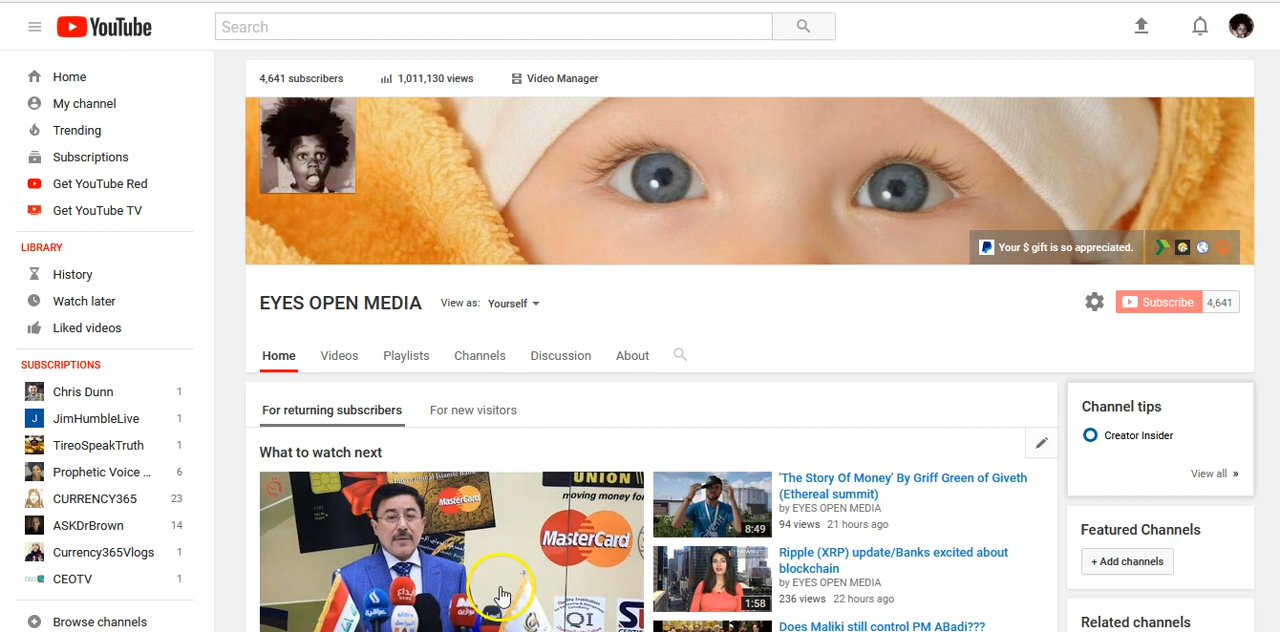 YouTube
Search
Home
My channel
Trending
Subscriptions
Get YouTube Red
Get YouTube TV
LIBRARY
History
Watch later
Liked videos
SUBSCRIPTIONS
Chris Dunn 1
J JimHumbleLive 1
TireoSpeakTruth 1
Prophetic Voice ... 6
CURRENCY365 23
ASKDrBrown 14
Currency365Vlogs 1
CEOTV 1
Browse channels
4,641 subscribers 1,011,130 views Video Manager
Your $ gift is so appreciated.
EYES OPEN MEDIA View as: Yourself
Subscribe 4,641
Home Videos Playlists Channels Discussion About
For returning subscribers For new visitors
What to watch next
MasterCard
UNION
moving money for
MasterCard
QI
'The Story Of Money' By Griff Green of Giveth
(Ethereal summit)
by EYES OPEN MEDIA
94 views 21 hours ago
8:49
Ripple (XRP) update/Banks excited about
blockchain
by EYES OPEN MEDIA
236 views 22 hours ago
1:58
Does Maliki still control PM ABadi???
Channel tips
Creator Insider
View all »
Featured Channels
+ Add channels
Related channels